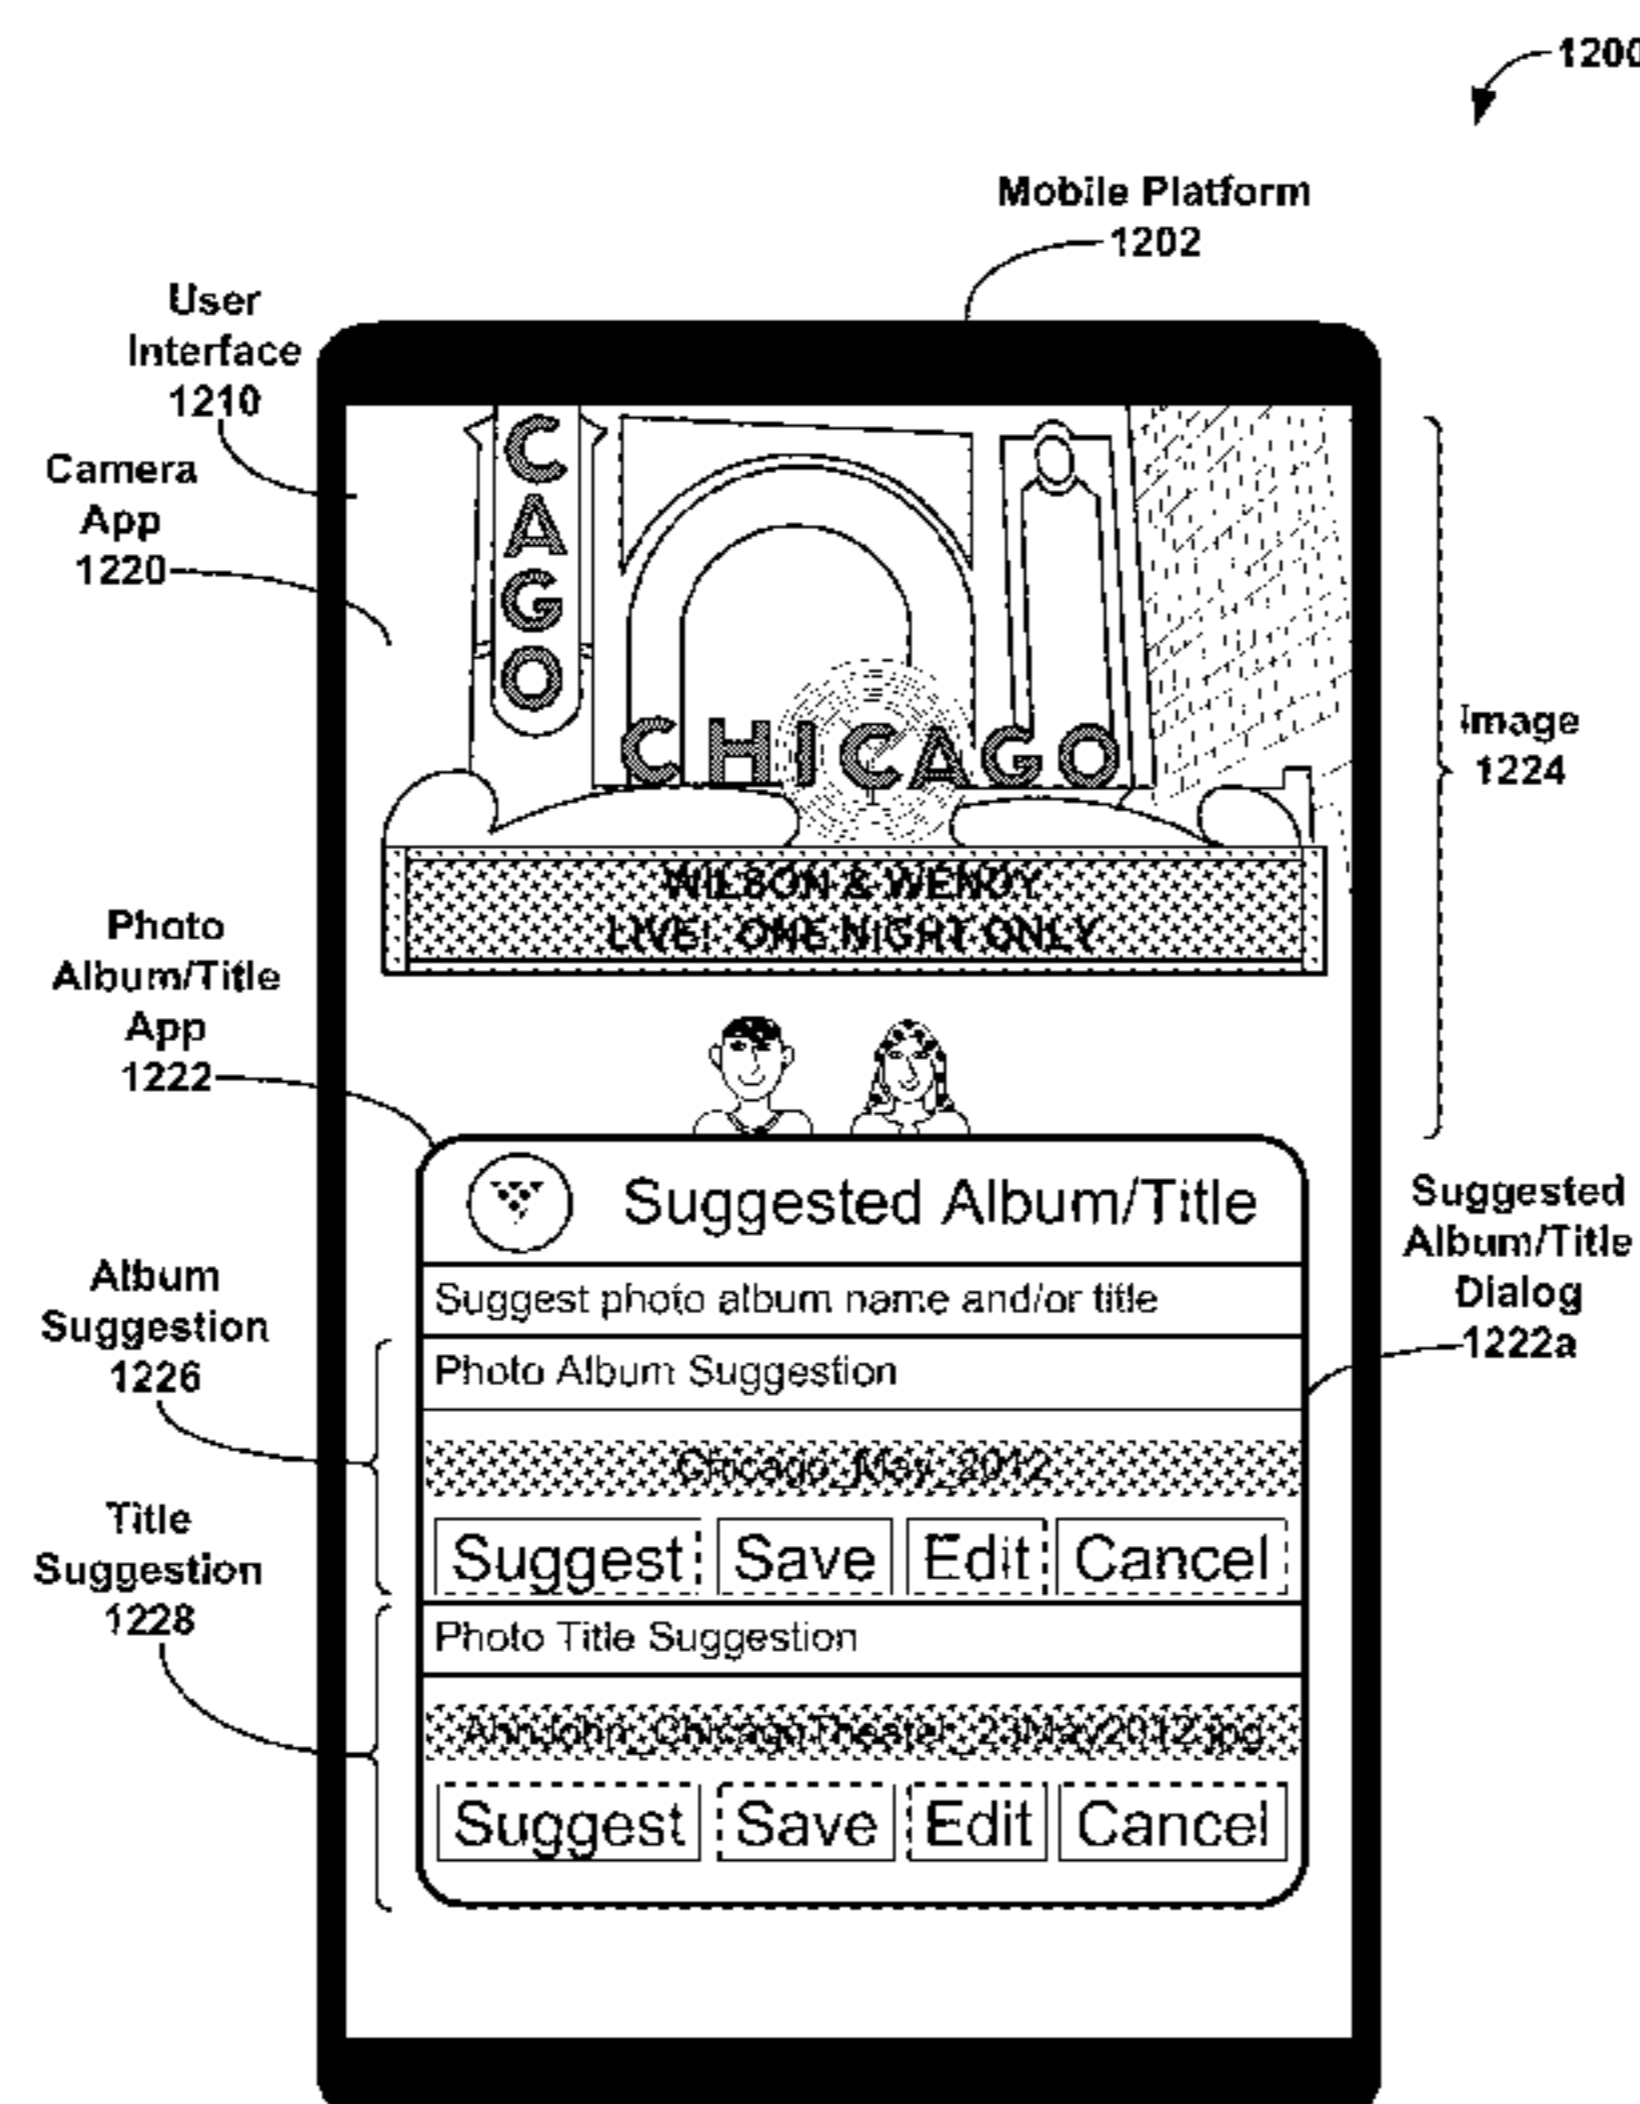 1200
Mobile Platform
1202
User
Interface
1210
Camera
App
1220
C
A
G
O
CHICAGO
Image
1224
WILSON & WENDY
LIVE! ONE NIGHT ONLY
Photo
Album/Title
App
1222
Suggested Album/Title
Suggested
Album/Title
Dialog
1222a
Suggest photo album name and/or title
Album
Suggestion
1226
Photo Album Suggestion
Chicago_May_2012
Suggest Save Edit Cancel
Title
Suggestion
1228
Photo Title Suggestion
AnnJohn_ChicagoTheater_23May2012.jpg
Suggest Save Edit Cancel